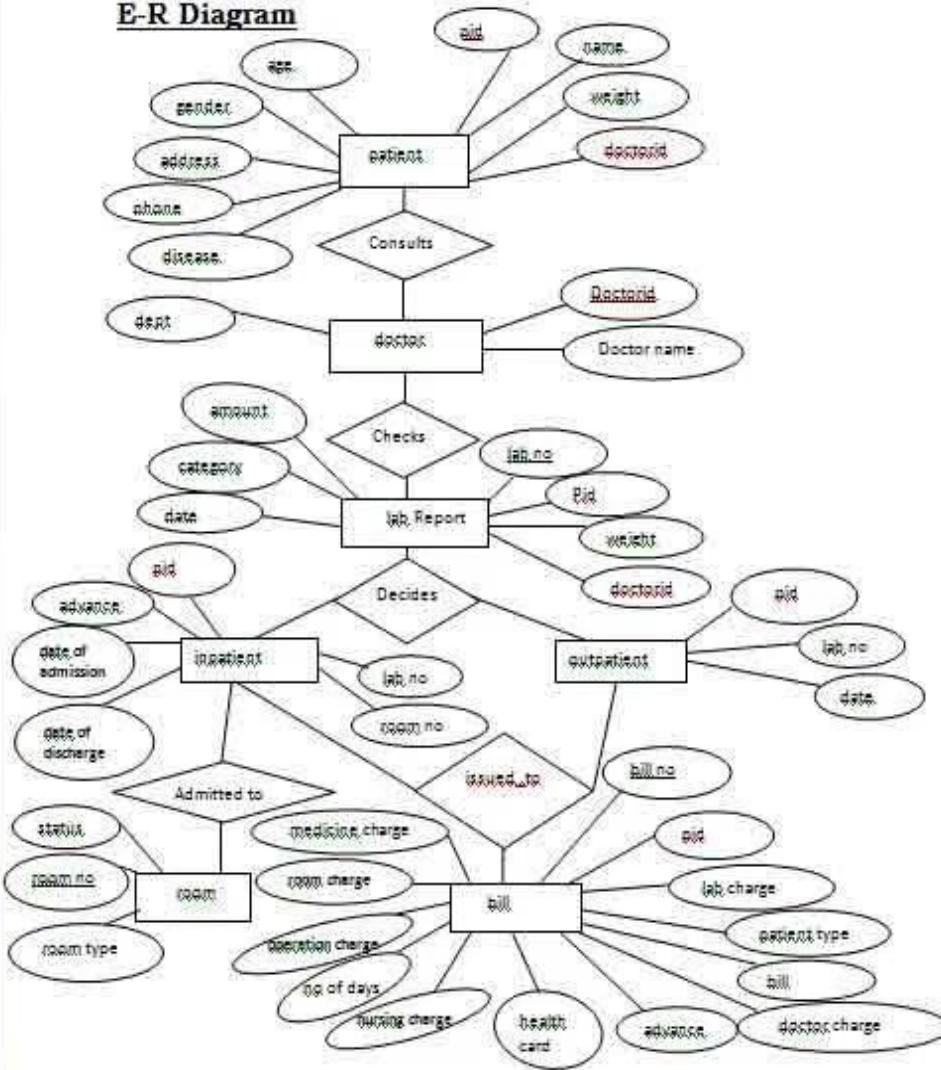 E-R Diagram
pid
name
age
weight
gender
patient
doctorid
address
phone
Consults
disease
Doctorid
dept
doctor
Doctor name
amount
Checks
lab no
category
Pid
date
lab Report
weight
pid
doctorid
pid
advance
Decides
date of
admission
inpatient
outpatient
lab no
lab no
date
room no
date of
discharge
issued_to
bill no
Admitted to
status
medicine charge
pid
room no
room charge
lab charge
room
bill
patient type
room type
operation charge
bill
no of days
nursing charge
health
card
advance
doctor charge